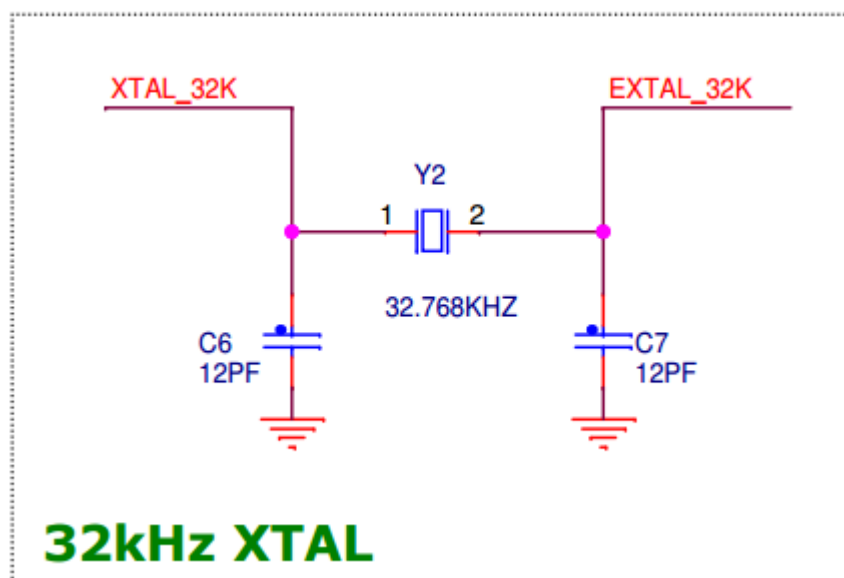 XTAL_32K
EXTAL_32K
Y2
1
2
32.768KHZ
C6
12PF
C7
12PF
32kHz XTAL